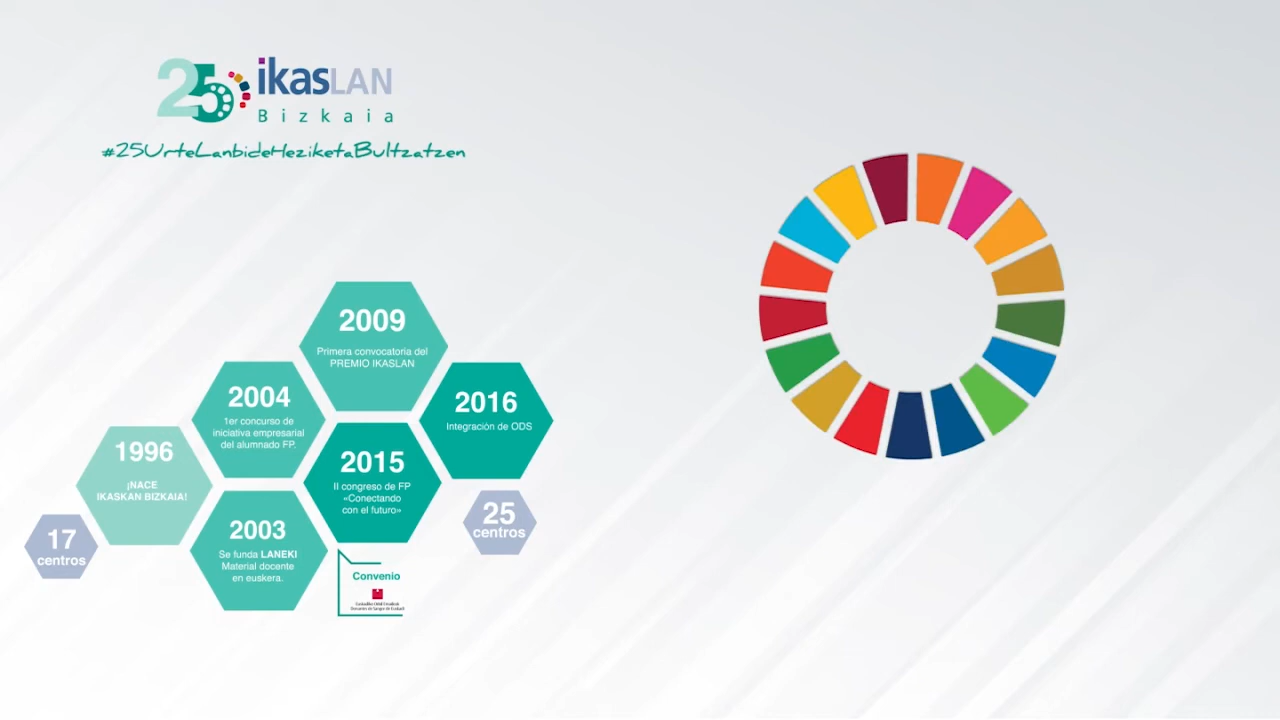 25 ikasLAN
Bizkaia
#25UrteLanbideHeziketaBultzatzen
2009
Primera convocatoria del
PREMIO IKASLAN
2004
1er concurso de
iniciativa empresarial
del alumnado FP.
2016
Integración de ODS
1996
¡NACE
IKASKAN BIZKAIA!
2015
II congreso de FP
«Conectando
con el futuro»
25
centros
17
centros
2003
Se funda LANEKI
Material docente
en euskera.
Convenio